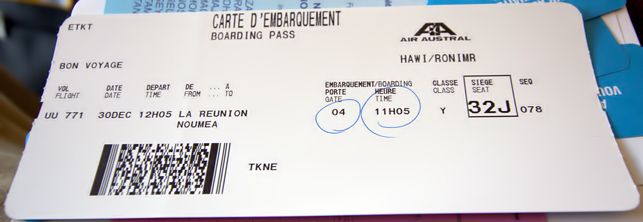 ETKT
CARTE D'EMBARQUEMENT
BOARDING PASS
AIR AUSTRAL
BON VOYAGE
HAWI/RONIMR
VOL DATE DEPART DE ... A
FLIGHT DATE TIME FROM ... TO
EMBARQUEMENT/BOARDING
PORTE HEURE
GATE TIME
CLASSE SIEGE SEQ
CLASS SEAT
UU 771 30DEC 12H05 LA REUNION
NOUMEA
04 11H05 Y 32J 078
TKNE